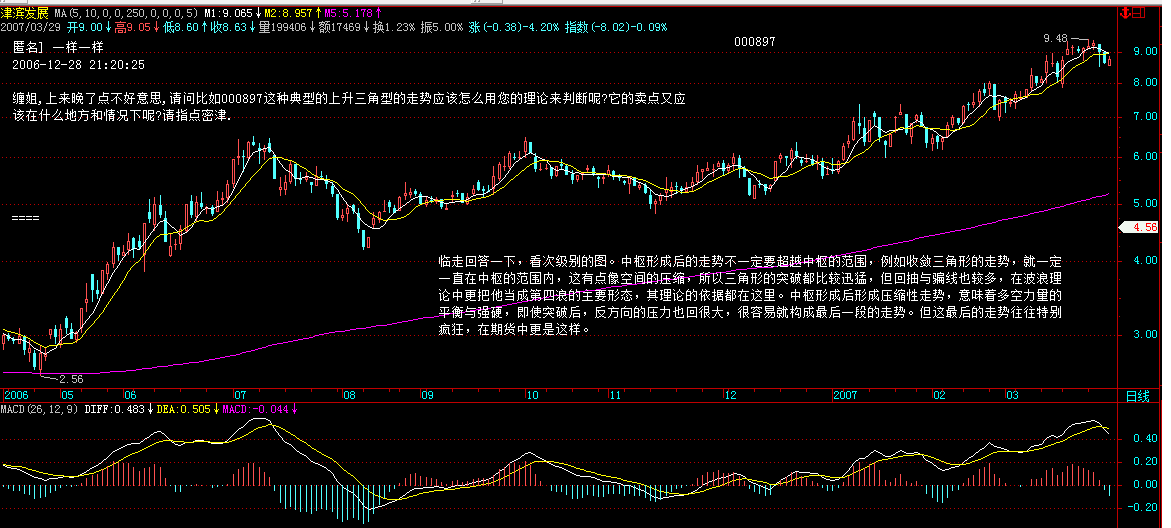 津滨发展 MA(5,10,0,0,250,0,0,0,5) M1:9.065↓M2:8.957↑M5:5.178↑
2007/03/29 开9.00↓高9.05↓低8.60↑收8.63↓量199406↓额17469↓换1.23% 振5.00% 涨(-0.38)-4.20% 指数(-8.02)-0.09%
匿名] 一样一样
000897
9.48
2006-12-28 21:20:25
缠姐,上来晚了点不好意思,请问比如000897这种典型的上升三角型的走势应该怎么用您的理论来判断呢?它的卖点又应
该在什么地方和情况下呢?请指点密津.
====
临走回答一下，看次级别的图。中枢形成后的走势不一定要超越中枢的范围，例如收敛三角形的走势，就一定
一直在中枢的范围内，这有点像空间的压缩，所以三角形的突破都比较迅猛，但回抽与骗线也较多，在波浪理
论中更把他当成第四浪的主要形态，其理论的依据都在这里。中枢形成后形成压缩性走势，意味着多空力量的
平衡与强硬，即使突破后，反方向的压力也回很大，很容易就构成最后一段的走势。但这最后的走势往往特别
疯狂，在期货中更是这样。
9.00
8.00
7.00
6.00
5.00
4.56
4.00
3.00
2.56
2006 05 06 07 08 09 10 11 12 2007 02 03 日线
MACD(26,12,9) DIFF:0.483↓DEA:0.505↓MACD:-0.044↓
0.40
0.20
0.00
-0.20